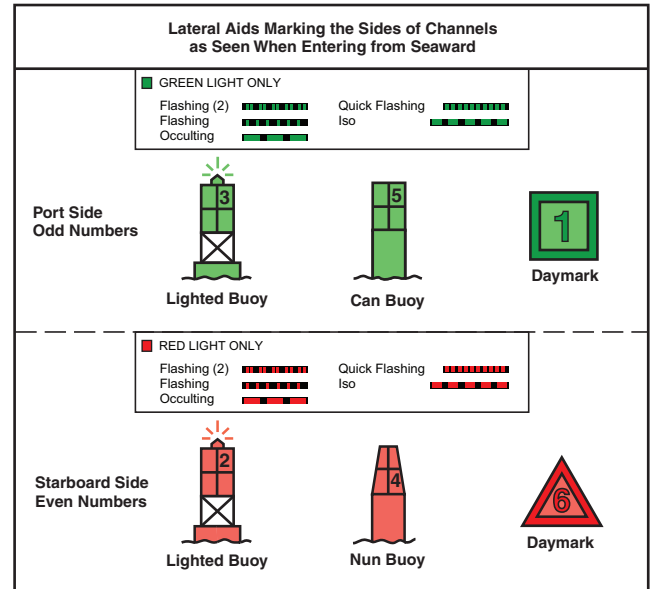 Lateral Aids Marking the Sides of Channels
as Seen When Entering from Seaward
GREEN LIGHT ONLY
Flashing (2)
Quick Flashing
Flashing
Iso
Occulting
Port Side
Odd Numbers
3
Lighted Buoy
5
Can Buoy
1
Daymark
RED LIGHT ONLY
Flashing (2)
Quick Flashing
Flashing
Iso
Occulting
Starboard Side
Even Numbers
2
Lighted Buoy
4
Nun Buoy
6
Daymark